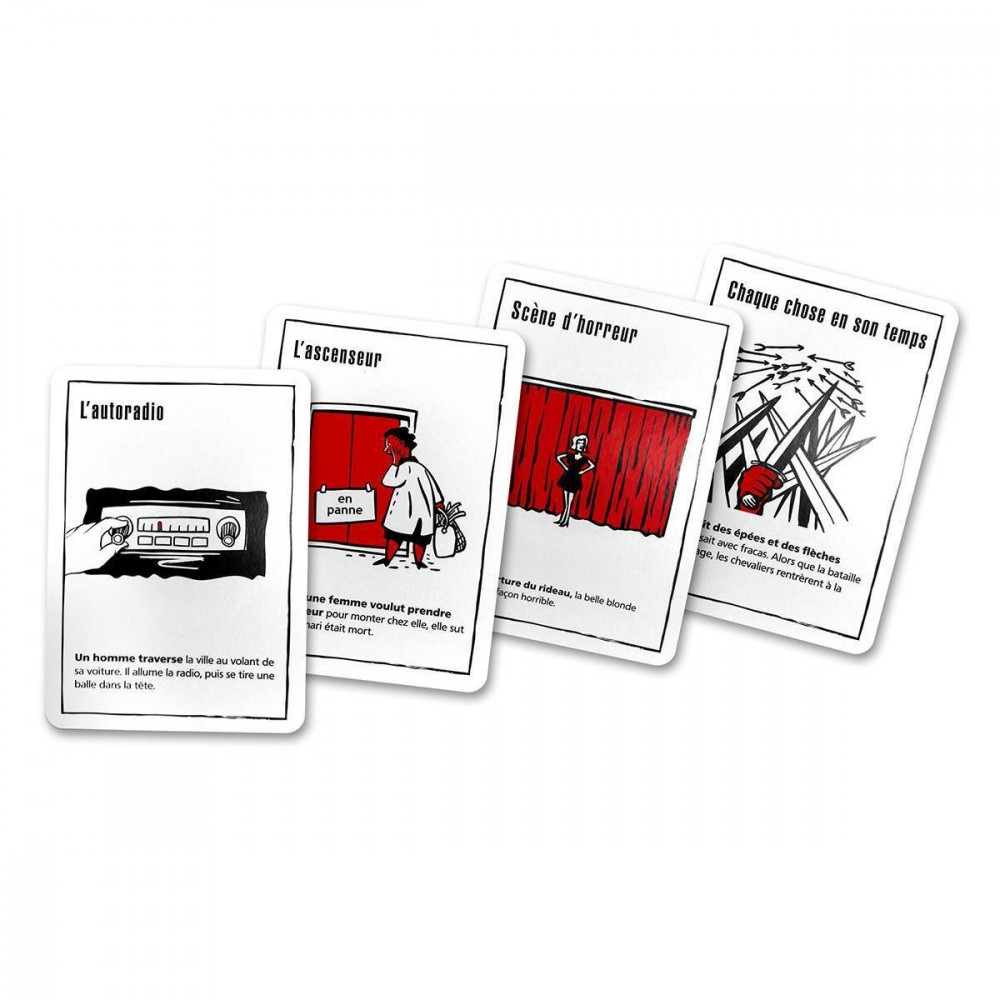 L'autoradio
Un homme traverse la ville au volant de
sa voiture. Il allume la radio, puis se tire une
balle dans la tête.
L'ascenseur
en
panne
une femme voulut prendre
eur pour monter chez elle, elle sut
mari était mort.
Scène d'horreur
rture du rideau, la belle blonde
façon horrible.
Chaque chose en son temps
it des épées et des flèches
sait avec fracas. Alors que la bataille
age, les chevaliers rentrèrent à la